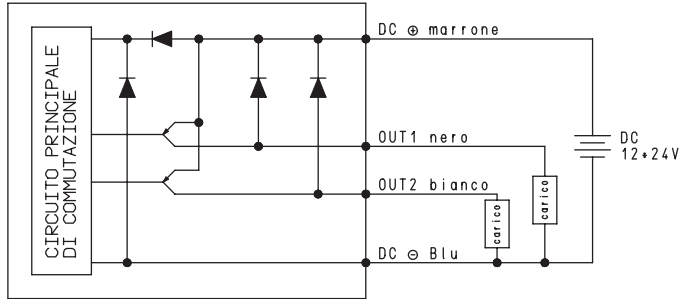 CIRCUITO PRINCIPALE
DI COMMUTAZIONE
DC ⊕ marrone
OUT1 nero
OUT2 bianco
DC ⊖ Blu
carico
carico
DC
12÷24V